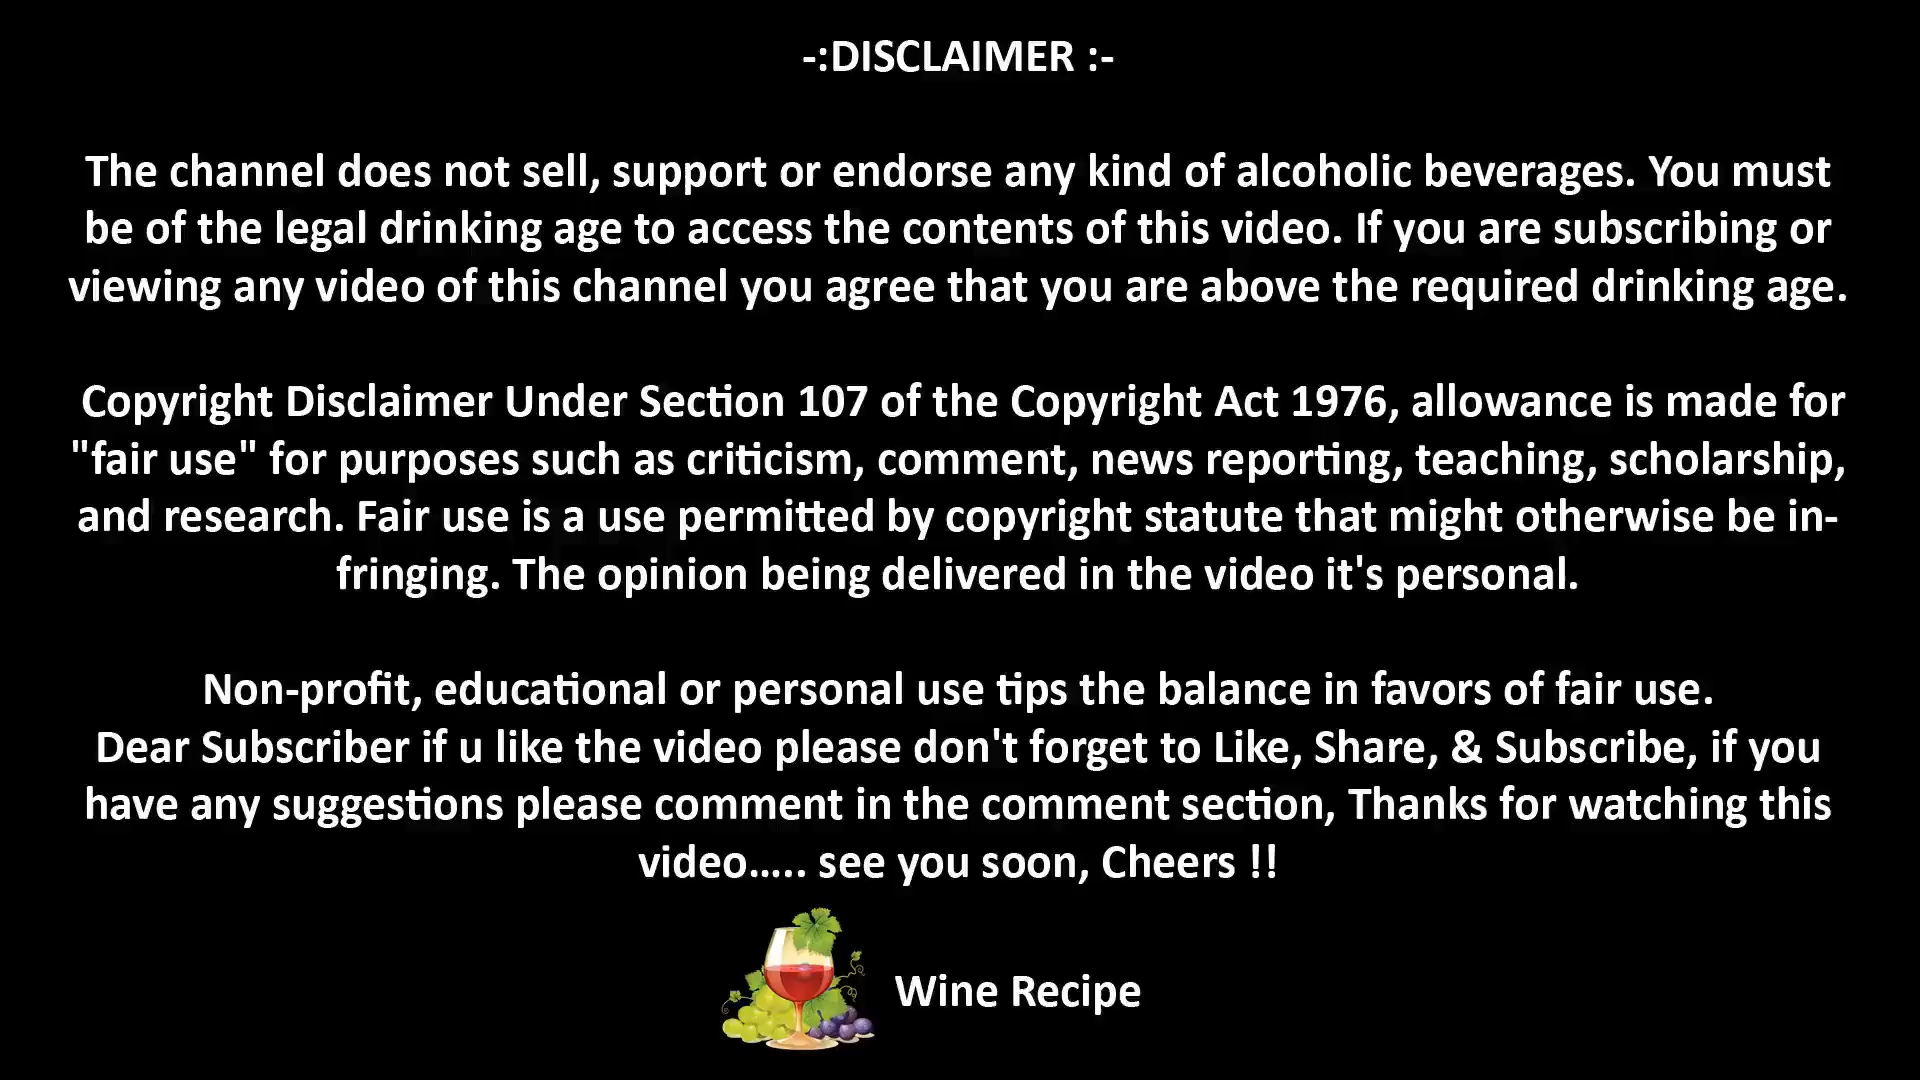 -:DISCLAIMER :-
The channel does not sell, support or endorse any kind of alcoholic beverages. You must
be of the legal drinking age to access the contents of this video. If you are subscribing or
viewing any video of this channel you agree that you are above the required drinking age.
Copyright Disclaimer Under Section 107 of the Copyright Act 1976, allowance is made for
"fair use" for purposes such as criticism, comment, news reporting, teaching, scholarship,
and research. Fair use is a use permitted by copyright statute that might otherwise be in-
fringing. The opinion being delivered in the video it's personal.
Non-profit, educational or personal use tips the balance in favors of fair use.
Dear Subscriber if u like the video please don't forget to Like, Share, & Subscribe, if you
have any suggestions please comment in the comment section, Thanks for watching this
video..... see you soon, Cheers !!
Wine Recipe